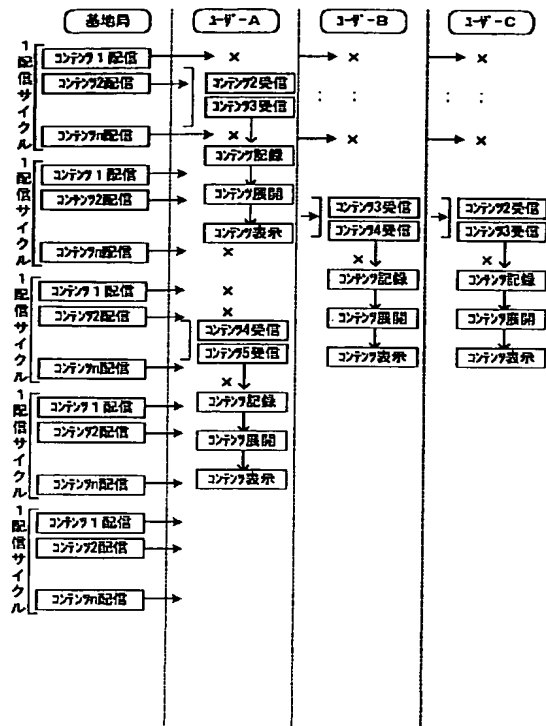 基地局
ユーザーA
ユーザーB
ユーザーC
1配信サイクル
コンテンツ1配信
コンテンツ2配信
コンテンツn配信
×
コンテンツ2受信
コンテンツ3受信
×
コンテンツ記録
コンテンツ展開
コンテンツ表示
×
×
×
×
1配信サイクル
コンテンツ1配信
コンテンツ2配信
コンテンツn配信
×
コンテンツ3受信
コンテンツ4受信
×
コンテンツ記録
コンテンツ展開
コンテンツ表示
コンテンツ2受信
コンテンツ3受信
×
コンテンツ記録
コンテンツ展開
コンテンツ表示
1配信サイクル
コンテンツ1配信
コンテンツ2配信
コンテンツn配信
×
×
コンテンツ4受信
コンテンツ5受信
×
コンテンツ記録
コンテンツ展開
コンテンツ表示
1配信サイクル
コンテンツ1配信
コンテンツ2配信
コンテンツn配信
1配信サイクル
コンテンツ1配信
コンテンツ2配信
コンテンツn配信